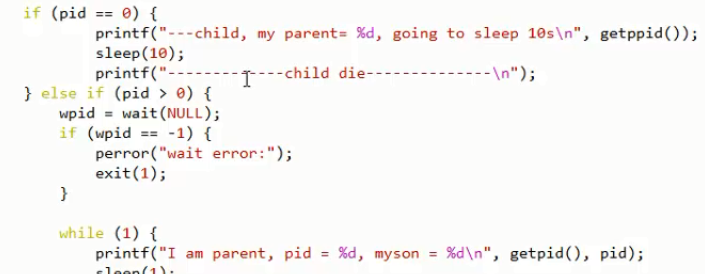 if (pid == 0) {
printf("---child, my parent= %d, going to sleep 10s\n", getppid());
sleep(10);
printf("-------------child die--------------\n");
} else if (pid > 0) {
wpid = wait(NULL);
if (wpid == -1) {
perror("wait error:");
exit(1);
}
while (1) {
printf("I am parent, pid = %d, myson = %d\n", getpid(), pid);
sleep(1);